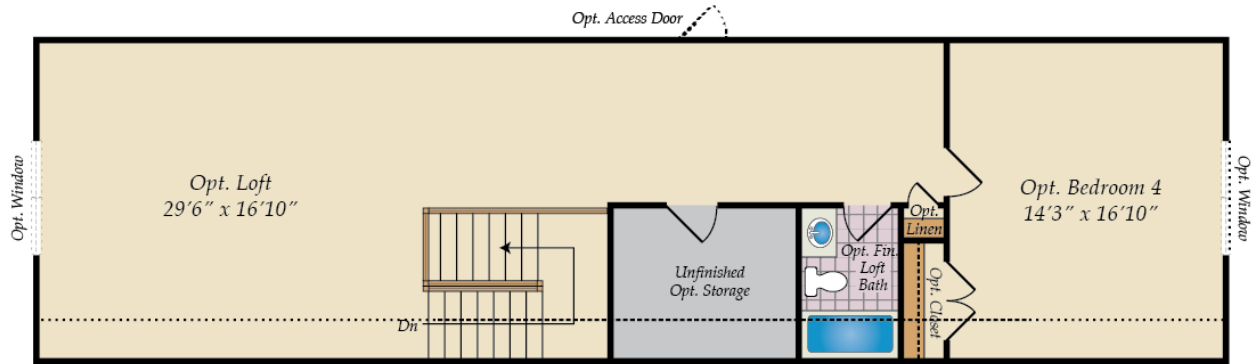 Opt. Access Door
Opt. Window
Opt. Loft
29'6" x 16'10"
Dn
Unfinished
Opt. Storage
Opt. Fin.
Loft
Bath
Opt.
Linen
Opt. Closet
Opt. Bedroom 4
14'3" x 16'10"
Opt. Window